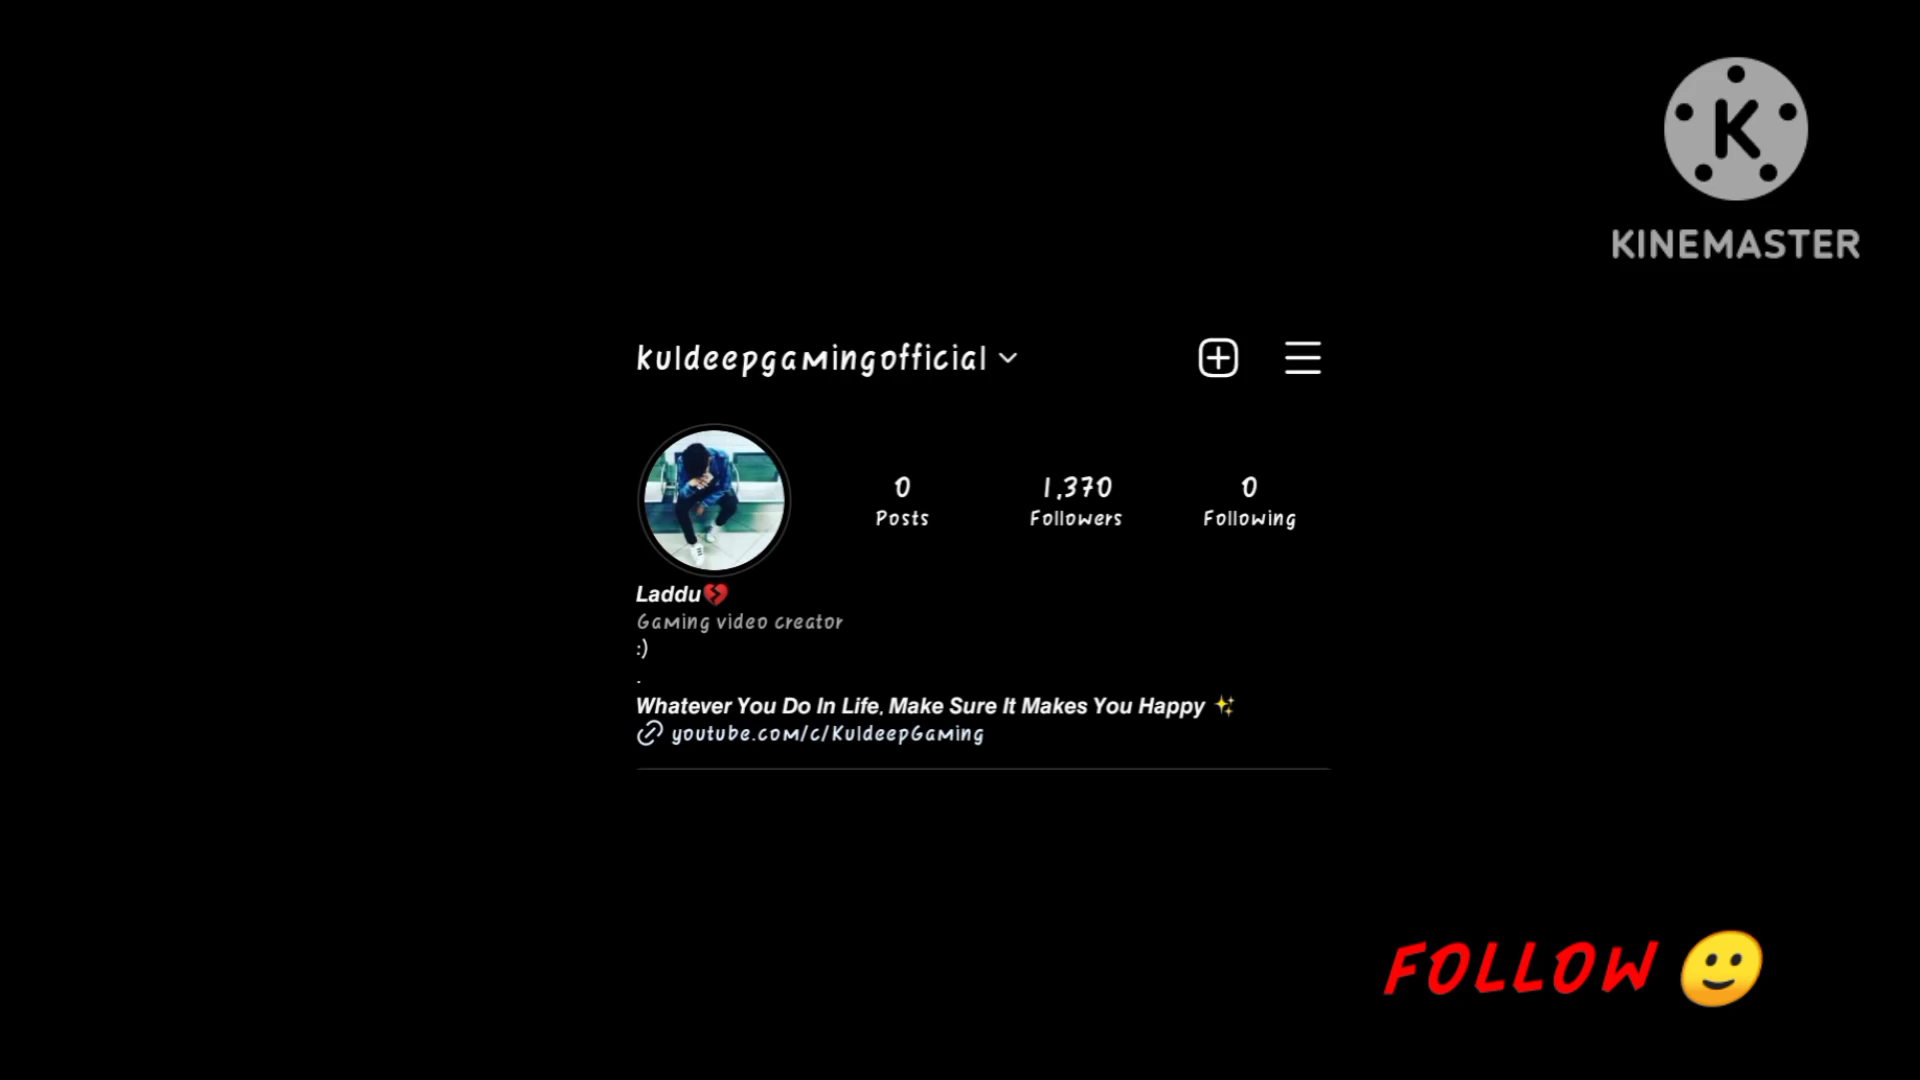 K
KINEMASTER
kuldeepgamingofficial
0 1,370 0
Posts Followers Following
Laddu💔
Gaming video creator
:)
.
Whatever You Do In Life, Make Sure It Makes You Happy ✨
youtube.com/c/KuldeepGaming
FOLLOW 🙂